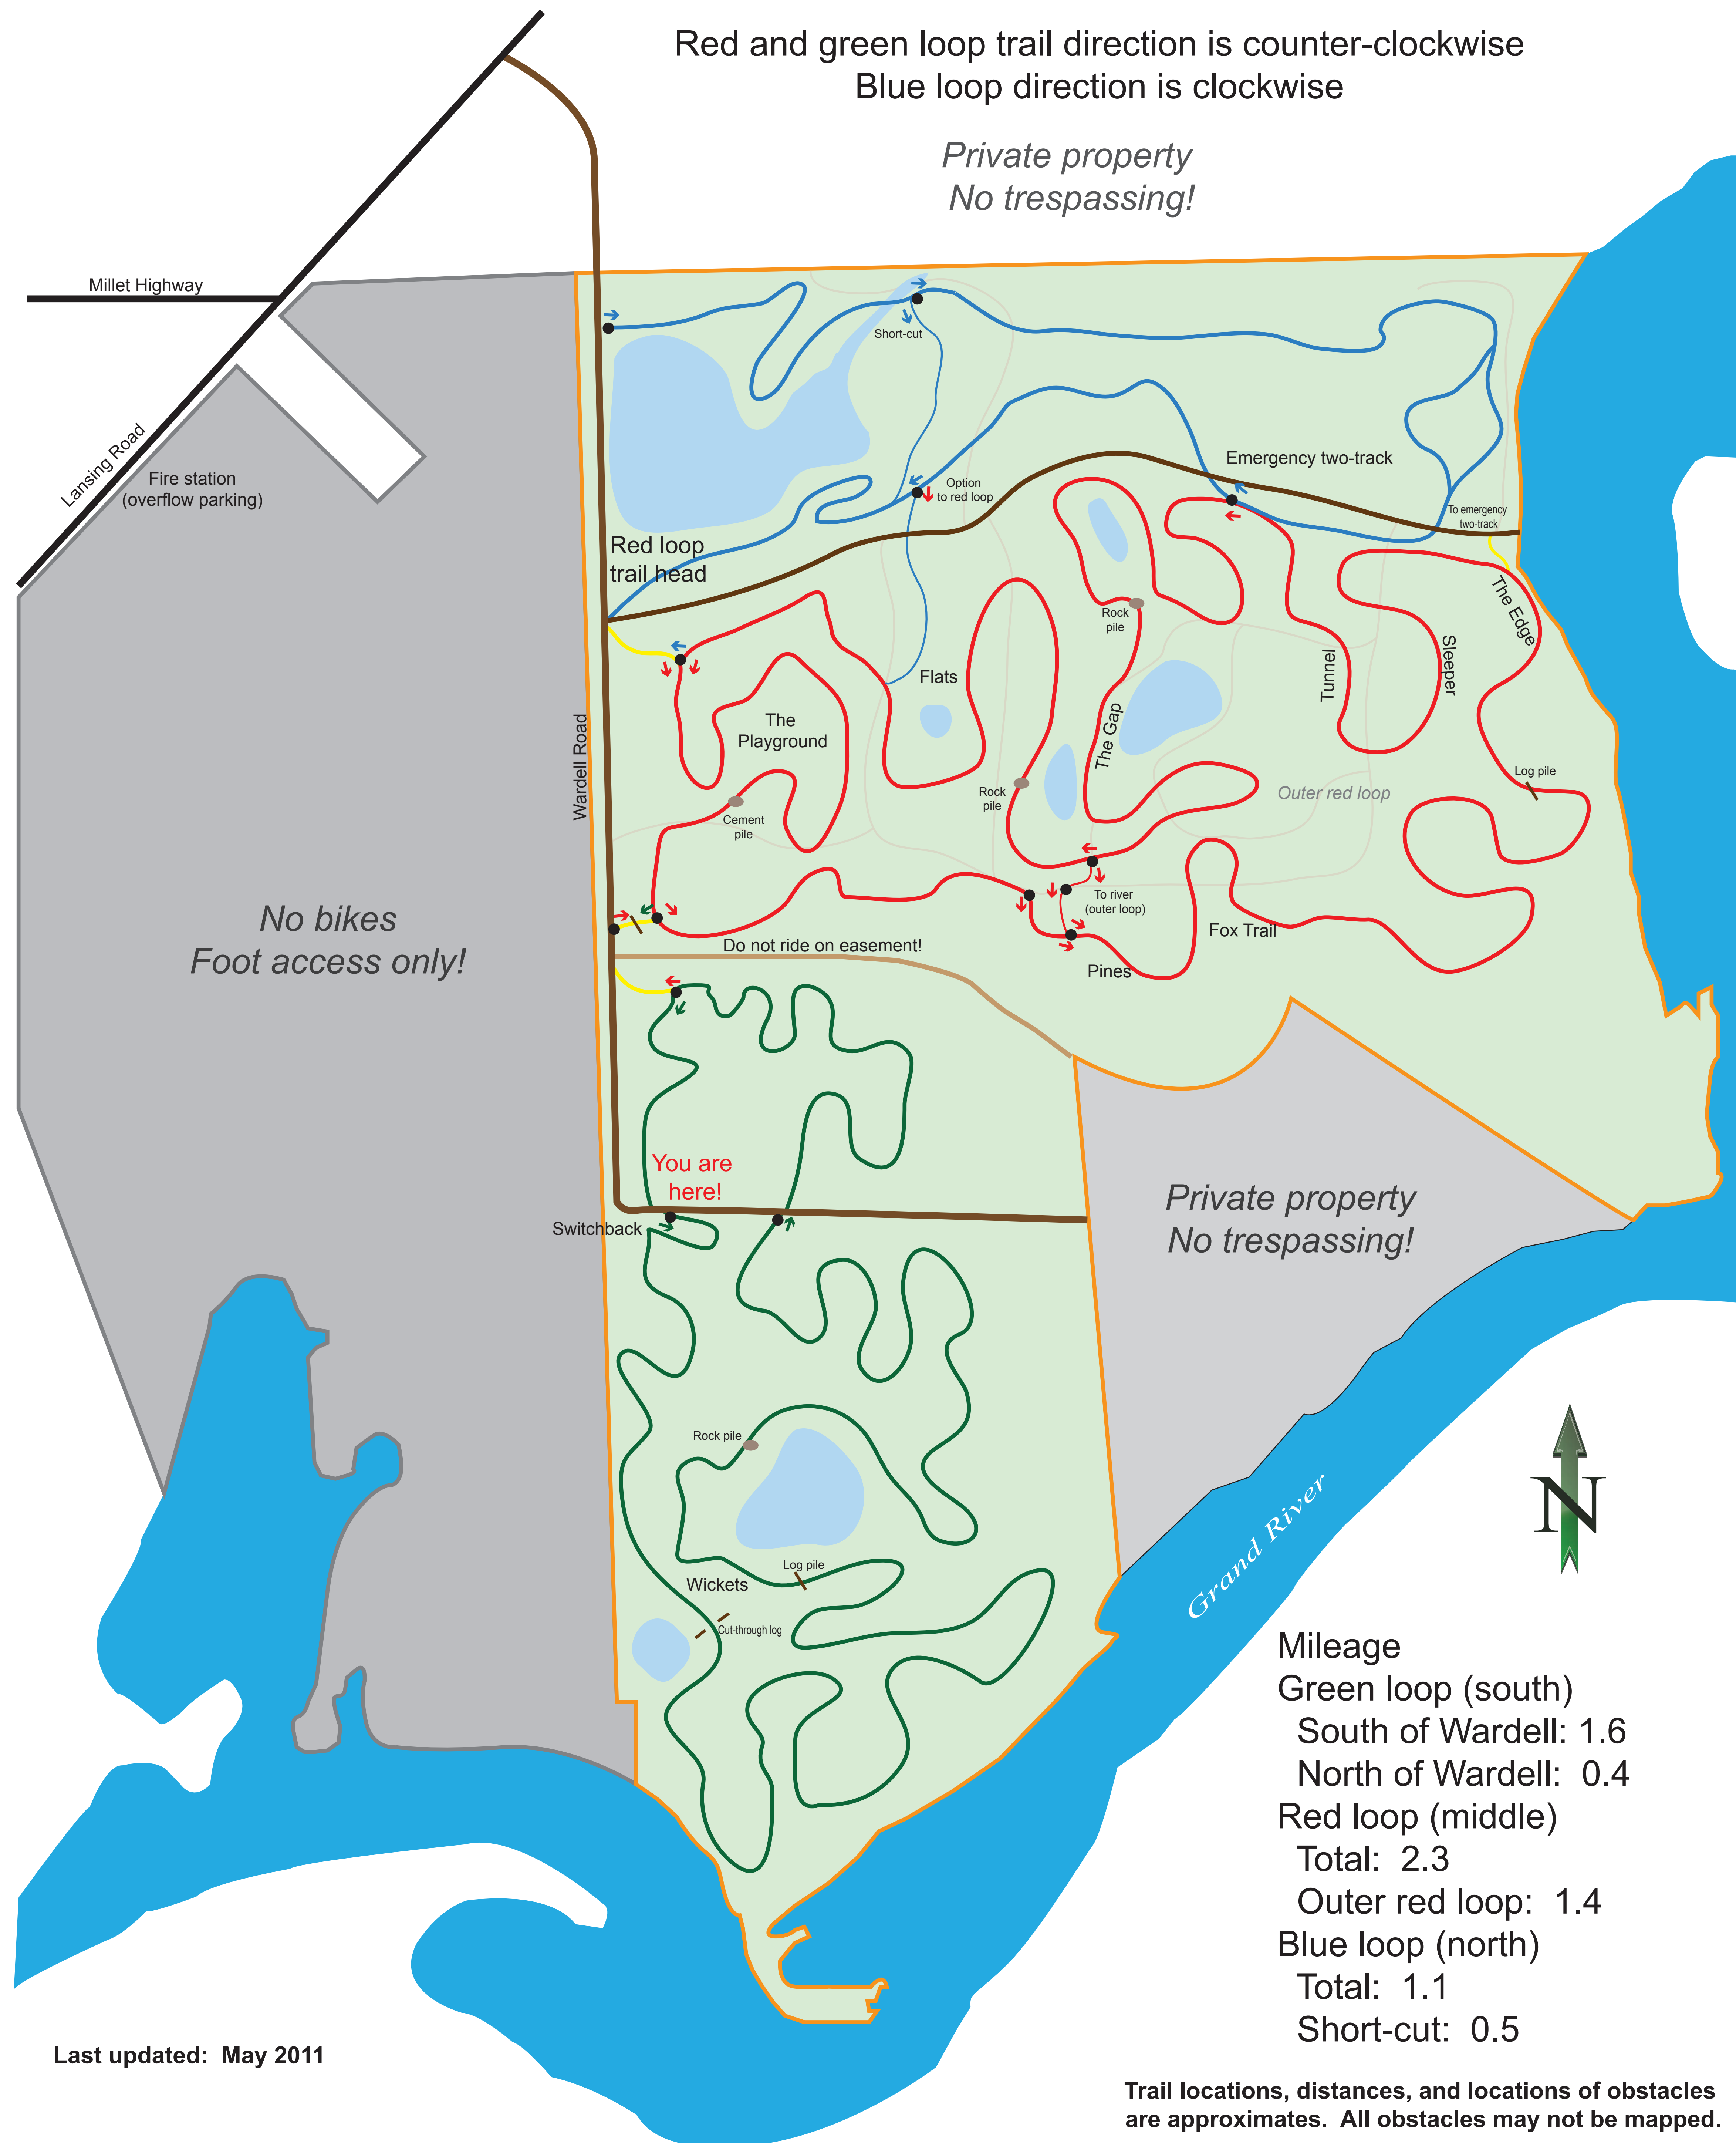 Red and green loop trail direction is counter-clockwise
Blue loop direction is clockwise
Private property
No trespassing!
Millet Highway
Lansing Road
Fire station
(overflow parking)
Short-cut
Option
to red loop
Emergency two-track
To emergency
two-track
Red loop
trail head
The Edge
Rock
pile
Tunnel
Sleeper
Flats
The
Playground
The Gap
Wardell Road
Log pile
Rock
pile
Outer red loop
Cement
pile
To river
(outer loop)
No bikes
Foot access only!
Do not ride on easement!
Fox Trail
Pines
You are
here!
Switchback
Private property
No trespassing!
Rock pile
Log pile
Wickets
Cut-through log
Grand River
N
Mileage
Green loop (south)
South of Wardell: 1.6
North of Wardell: 0.4
Red loop (middle)
Total: 2.3
Outer red loop: 1.4
Blue loop (north)
Total: 1.1
Short-cut: 0.5
Last updated: May 2011
Trail locations, distances, and locations of obstacles
are approximates. All obstacles may not be mapped.